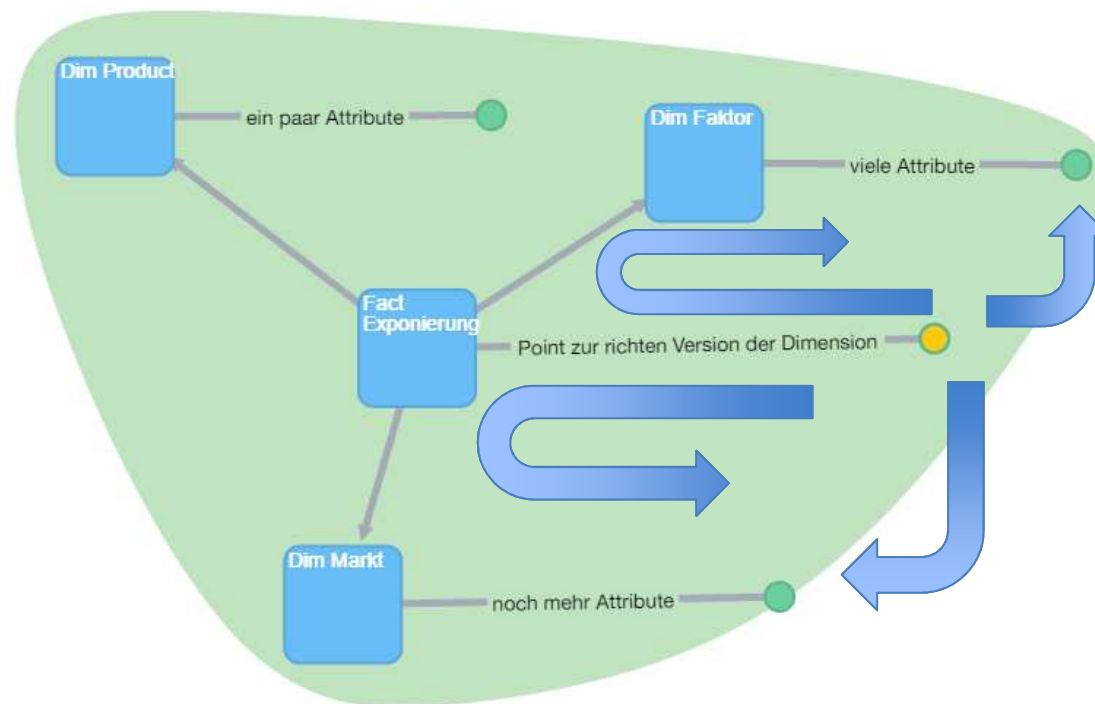 Dim Product
ein paar Attribute
Dim Faktor
viele Attribute
Fact
Exponierung
Point zur richten Version der Dimension
Dim Markt
noch mehr Attribute